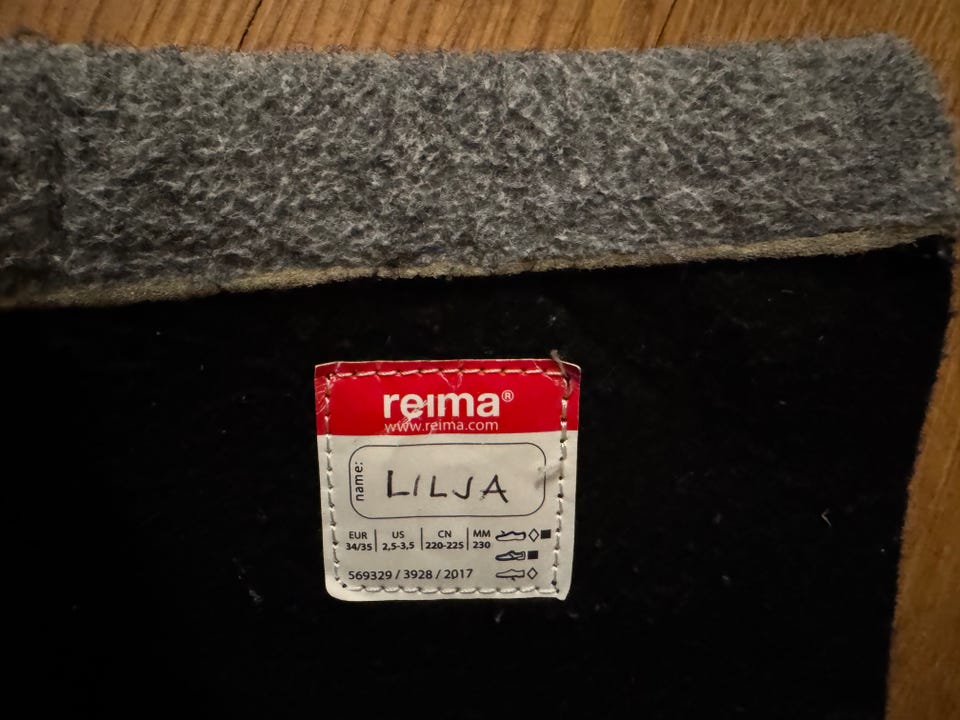 reima®
www.reima.com
name: LILJA
EUR US CN MM
34/35 2,5-3,5 220-225 230
569329 / 3928 / 2017